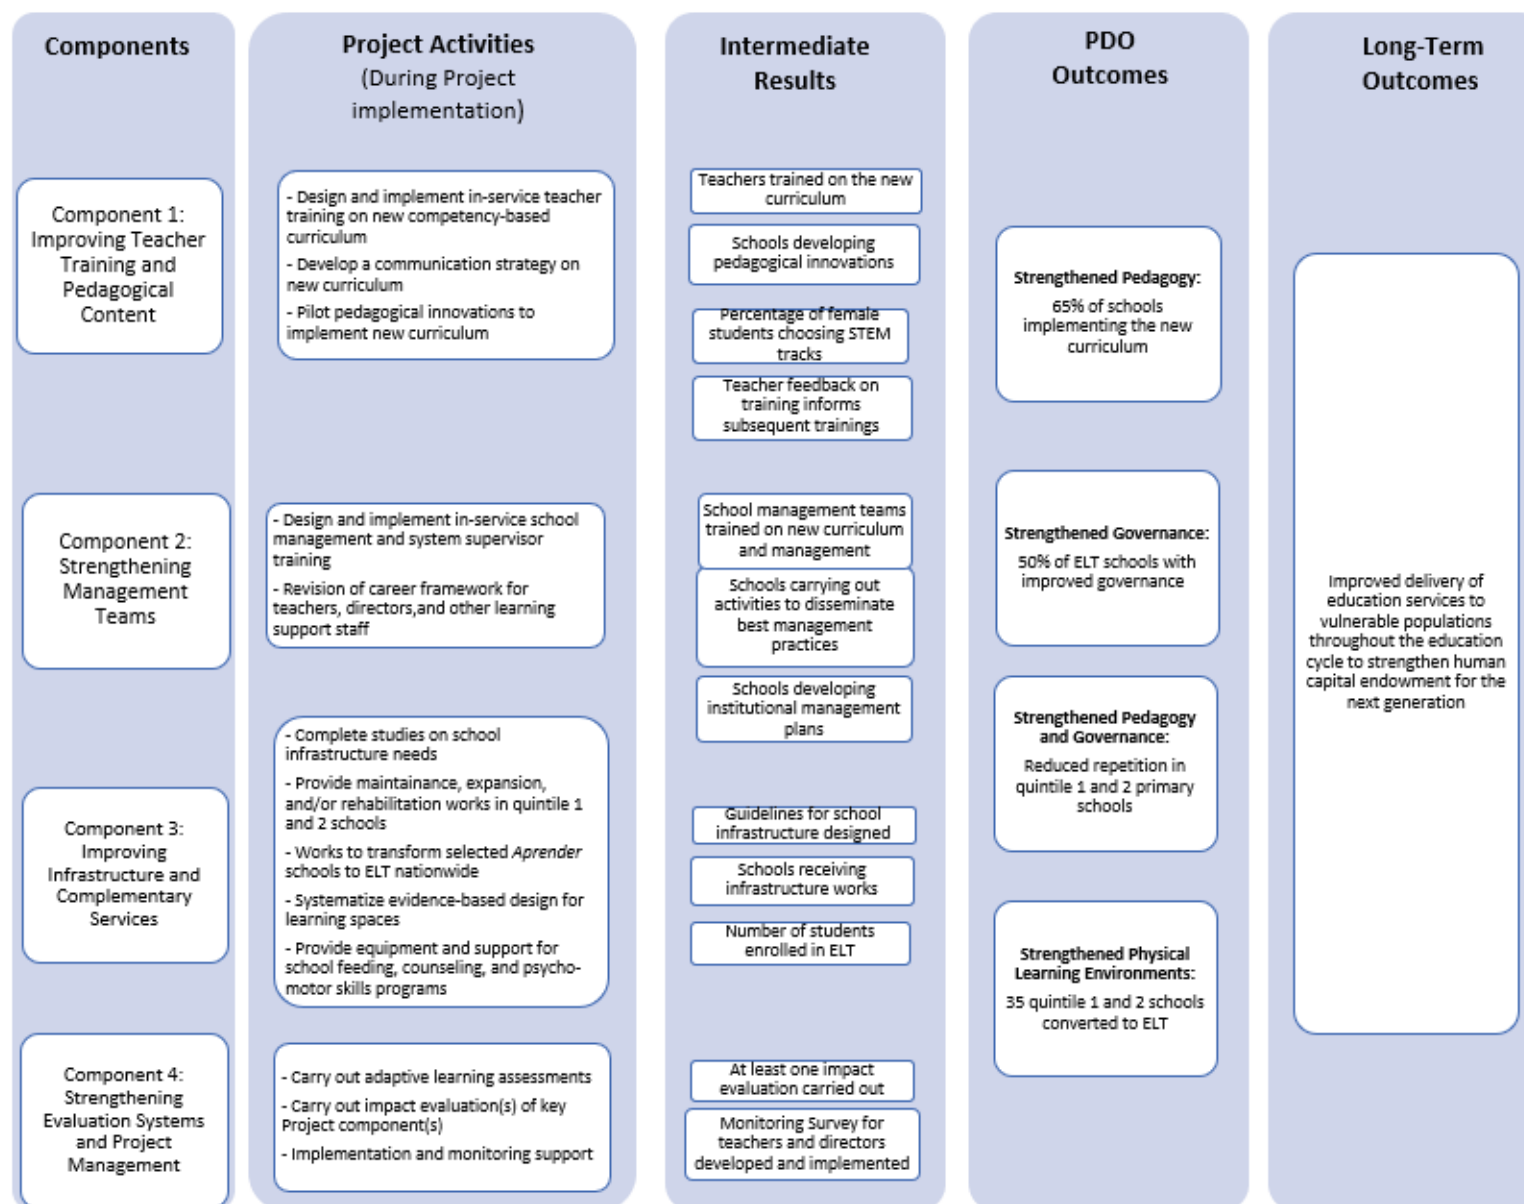 Components
Project Activities
(During Project
implementation)
Intermediate
Results
PDO
Outcomes
Long-Term
Outcomes
Component 1:
Improving Teacher
Training and
Pedagogical
Content
- Design and implement in-service teacher
training on new competency-based
curriculum
- Develop a communication strategy on
new curriculum
- Pilot pedagogical innovations to
implement new curriculum
Teachers trained on the new
curriculum
Schools developing
pedagogical innovations
Percentage of female
students choosing STEM
tracks
Teacher feedback on
training informs
subsequent trainings
Strengthened Pedagogy:
65% of schools
implementing the new
curriculum
Component 2:
Strengthening
Management
Teams
- Design and implement in-service school
management and system supervisor
training
- Revision of career framework for
teachers, directors,and other learning
support staff
School management teams
trained on new curriculum
and management
Schools carrying out
activities to disseminate
best management
practices
Schools developing
institutional management
plans
Strengthened Governance:
50% of ELT schools with
improved governance
Strengthened Pedagogy
and Governance:
Reduced repetition in
quintile 1 and 2 primary
schools
Improved delivery of
education services to
vulnerable populations
throughout the education
cycle to strengthen human
capital endowment for the
next generation
Component 3:
Improving
Infrastructure and
Complementary
Services
- Complete studies on school
infrastructure needs
- Provide maintainance, expansion,
and/or rehabilitation works in quintile 1
and 2 schools
- Works to transform selected Aprender
schools to ELT nationwide
- Systematize evidence-based design for
learning spaces
- Provide equipment and support for
school feeding, counseling, and psycho-
motor skills programs
Guidelines for school
infrastructure designed
Schools receiving
infrastructure works
Number of students
enrolled in ELT
Strengthened Physical
Learning Environments:
35 quintile 1 and 2 schools
converted to ELT
Component 4:
Strengthening
Evaluation Systems
and Project
Management
- Carry out adaptive learning assessments
- Carry out impact evaluation(s) of key
Project component(s)
- Implementation and monitoring support
At least one impact
evaluation carried out
Monitoring Survey for
teachers and directors
developed and implemented